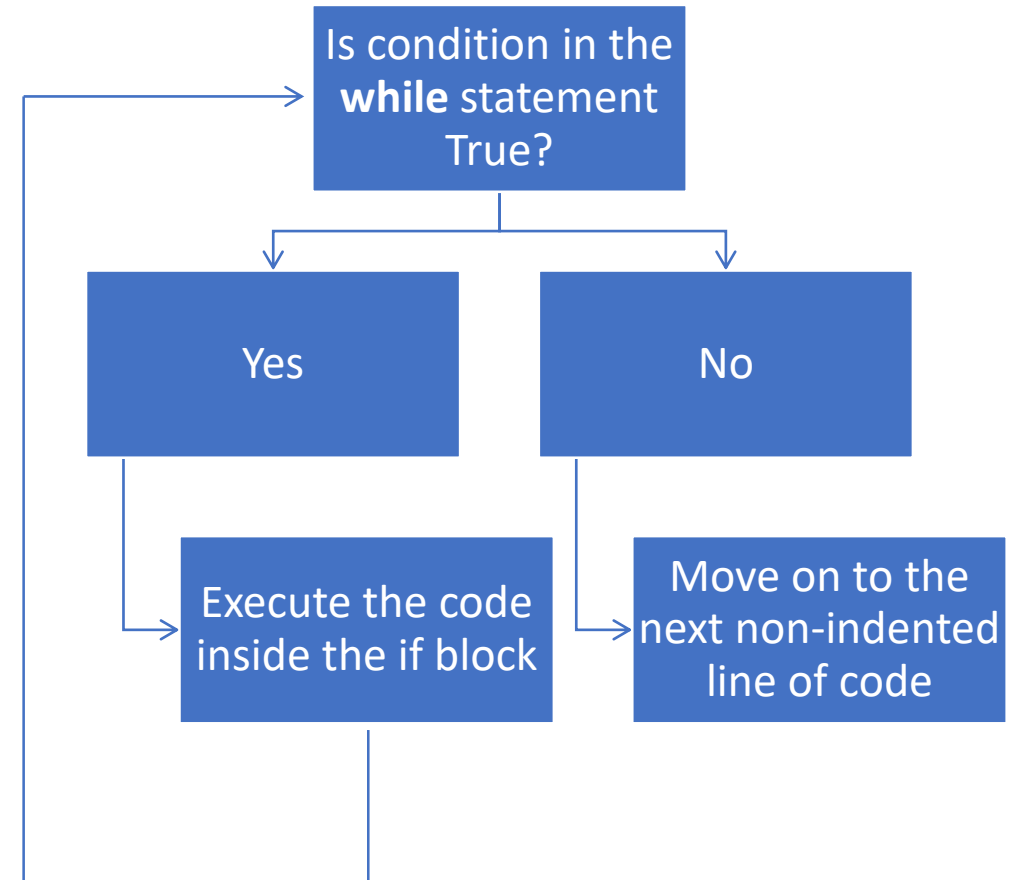 Is condition in the
while statement
True?
Yes
No
Execute the code
inside the if block
Move on to the
next non-indented
line of code